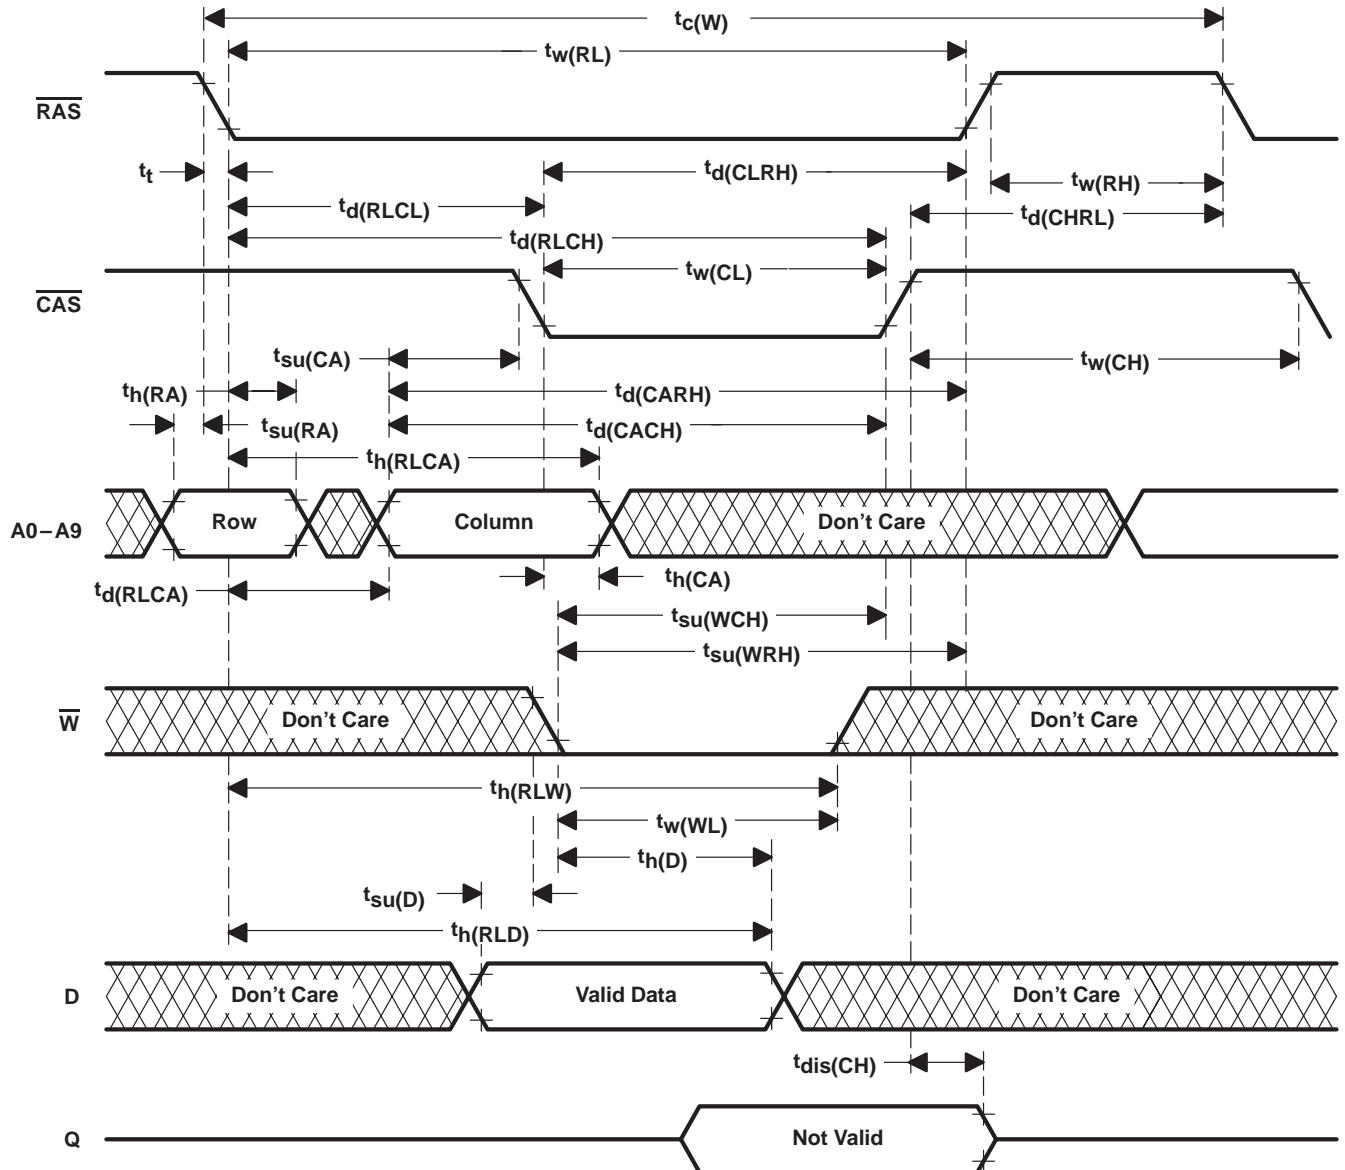 tc(W)
tw(RL)
RAS
tt
td(CLRH)
tw(RH)
td(RLCL)
td(CHRL)
td(RLCH)
tw(CL)
CAS
tsu(CA)
tw(CH)
th(RA)
td(CARH)
tsu(RA)
td(CACH)
th(RLCA)
A0–A9
Row
Column
Don't Care
th(CA)
td(RLCA)
tsu(WCH)
tsu(WRH)
W
Don't Care
Don't Care
th(RLW)
tw(WL)
th(D)
tsu(D)
th(RLD)
D
Don't Care
Valid Data
Don't Care
tdis(CH)
Q
Not Valid